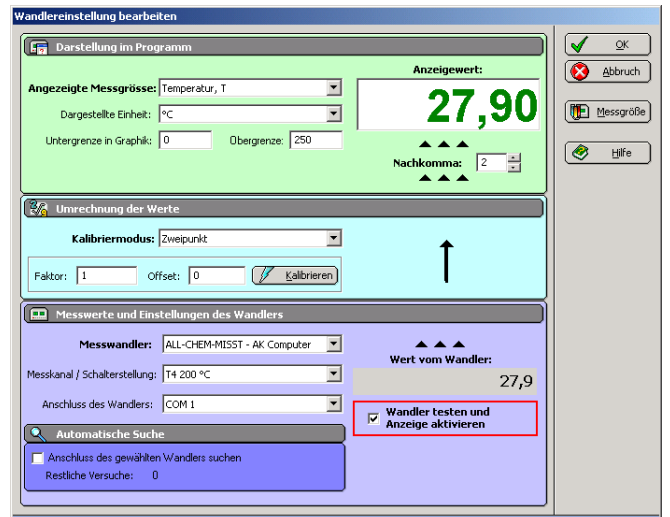 Wandlereinstellung bearbeiten
Darstellung im Programm
Angezeigte Messgrösse: Temperatur, T
Dargestellte Einheit: °C
Untergrenze in Graphik: 0 Obergrenze: 250
Anzeigewert:
27,90
Nachkomma: 2
OK
Abbruch
Messgröße
Hilfe
Umrechnung der Werte
Kalibriermodus: Zweipunkt
Faktor: 1 Offset: 0 Kalibrieren
Messwerte und Einstellungen des Wandlers
Messwandler: ALL-CHEM-MISST - AK Computer
Messkanal / Schalterstellung: T4 200 °C
Anschluss des Wandlers: COM 1
Wert vom Wandler:
27,9
Wandler testen und
Anzeige aktivieren
Automatische Suche
Anschluss des gewählten Wandlers suchen
Restliche Versuche: 0